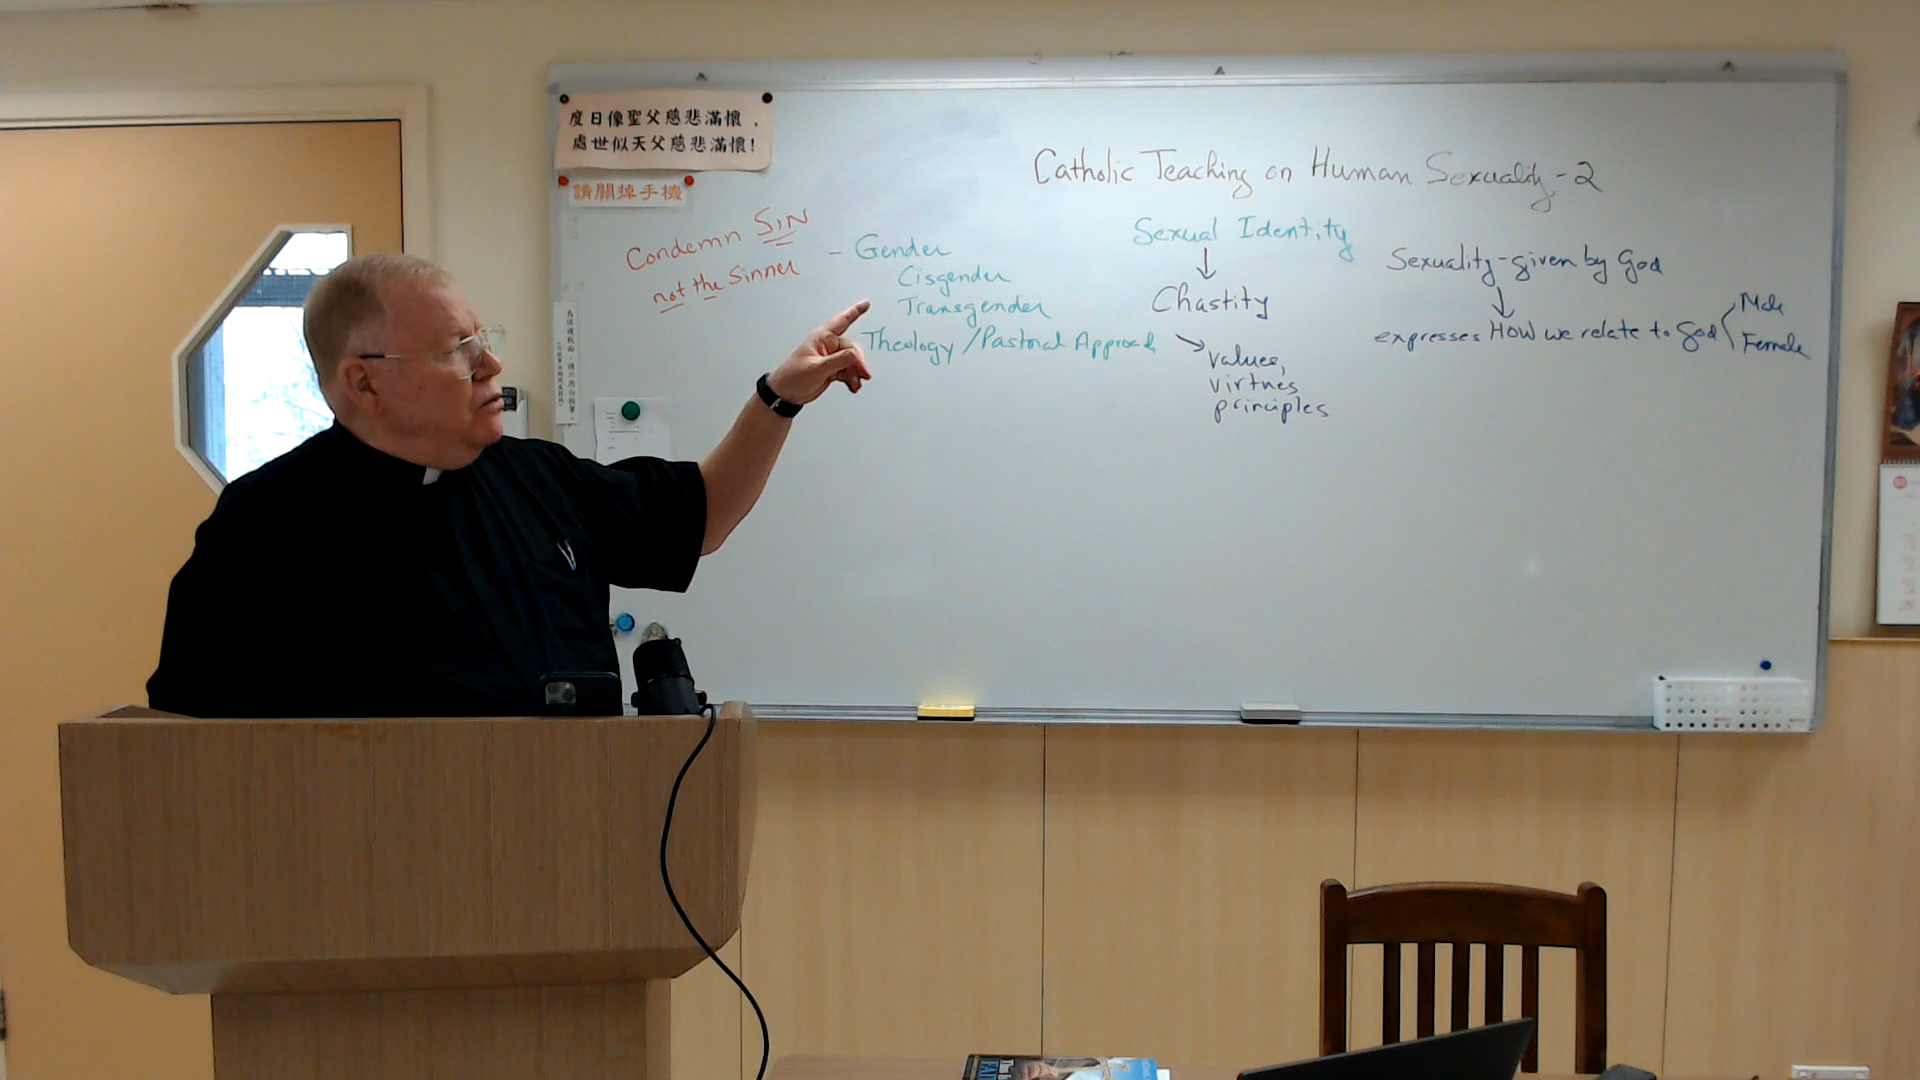 度日像聖父慈悲滿懷，
處世似天父慈悲滿懷！
請關掉手機
Catholic Teaching on Human Sexuality-2
Condemn SIN
not the Sinner
- Gender
Cisgender
Transgender
Theology/Pastoral Approach
Sexual Identity
↓
Chastity
values,
virtues
principles
Sexuality-given by God
↓
expresses How we relate to God
Male
Female